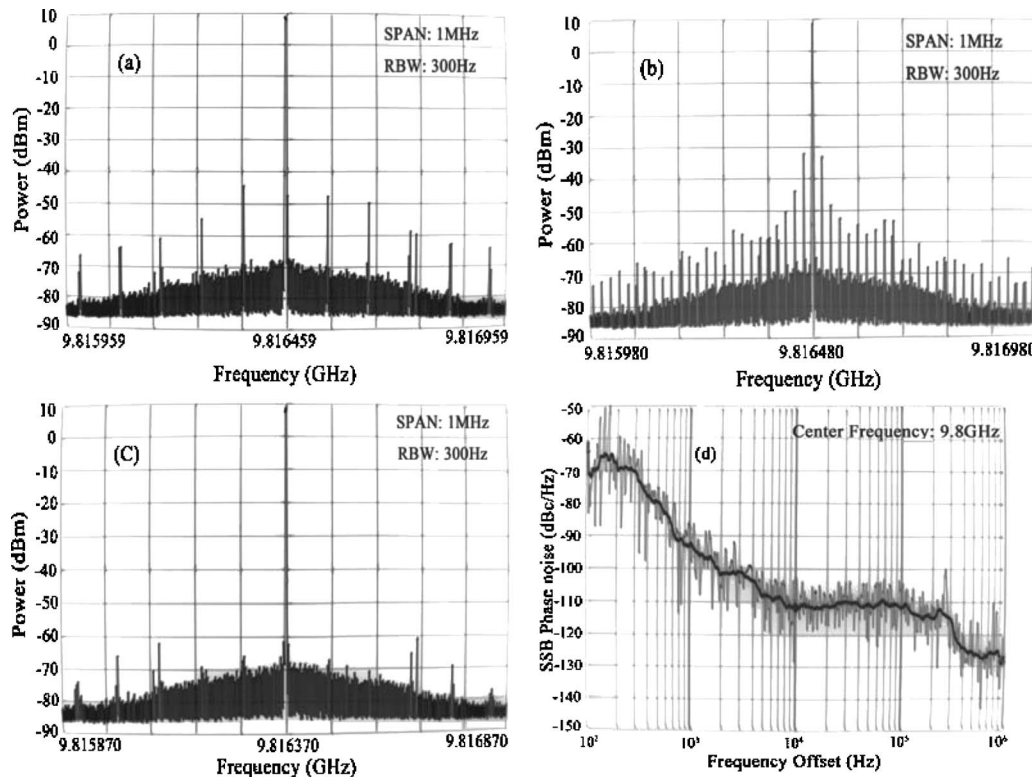 10
0
-10
-20
-30
-40
-50
-60
-70
-80
-90
Power (dBm)
(a)
SPAN: 1MHz
RBW: 300Hz
9.815959
9.816459
9.816959
Frequency (GHz)
10
0
-10
-20
-30
-40
-50
-60
-70
-80
-90
Power (dBm)
(b)
SPAN: 1MHz
RBW: 300Hz
9.815980
9.816480
9.816980
Frequency (GHz)
10
0
-10
-20
-30
-40
-50
-60
-70
-80
-90
Power (dBm)
(C)
SPAN: 1MHz
RBW: 300Hz
9.815870
9.816370
9.816870
Frequency (GHz)
-50
-60
-70
-80
-90
-100
-110
-120
-130
-140
-150
SSB Phase noise (dBc/Hz)
(d)
Center Frequency: 9.8GHz
10² 10³ 10⁴ 10⁵ 10⁶
Frequency Offset (Hz)